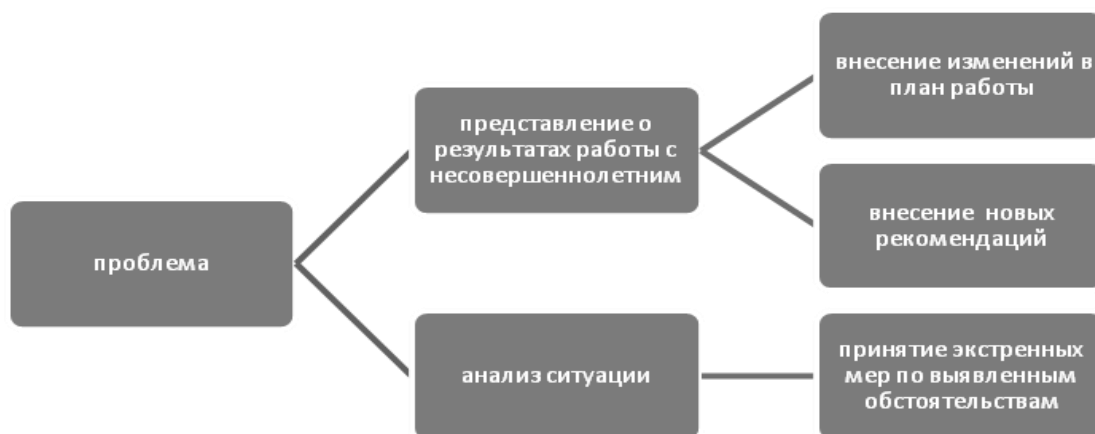 проблема
представление о
результатах работы с
несовершеннолетним
анализ ситуации
внесение изменений в
план работы
внесение новых
рекомендаций
принятие экстренных
мер по выявленным
обстоятельствам